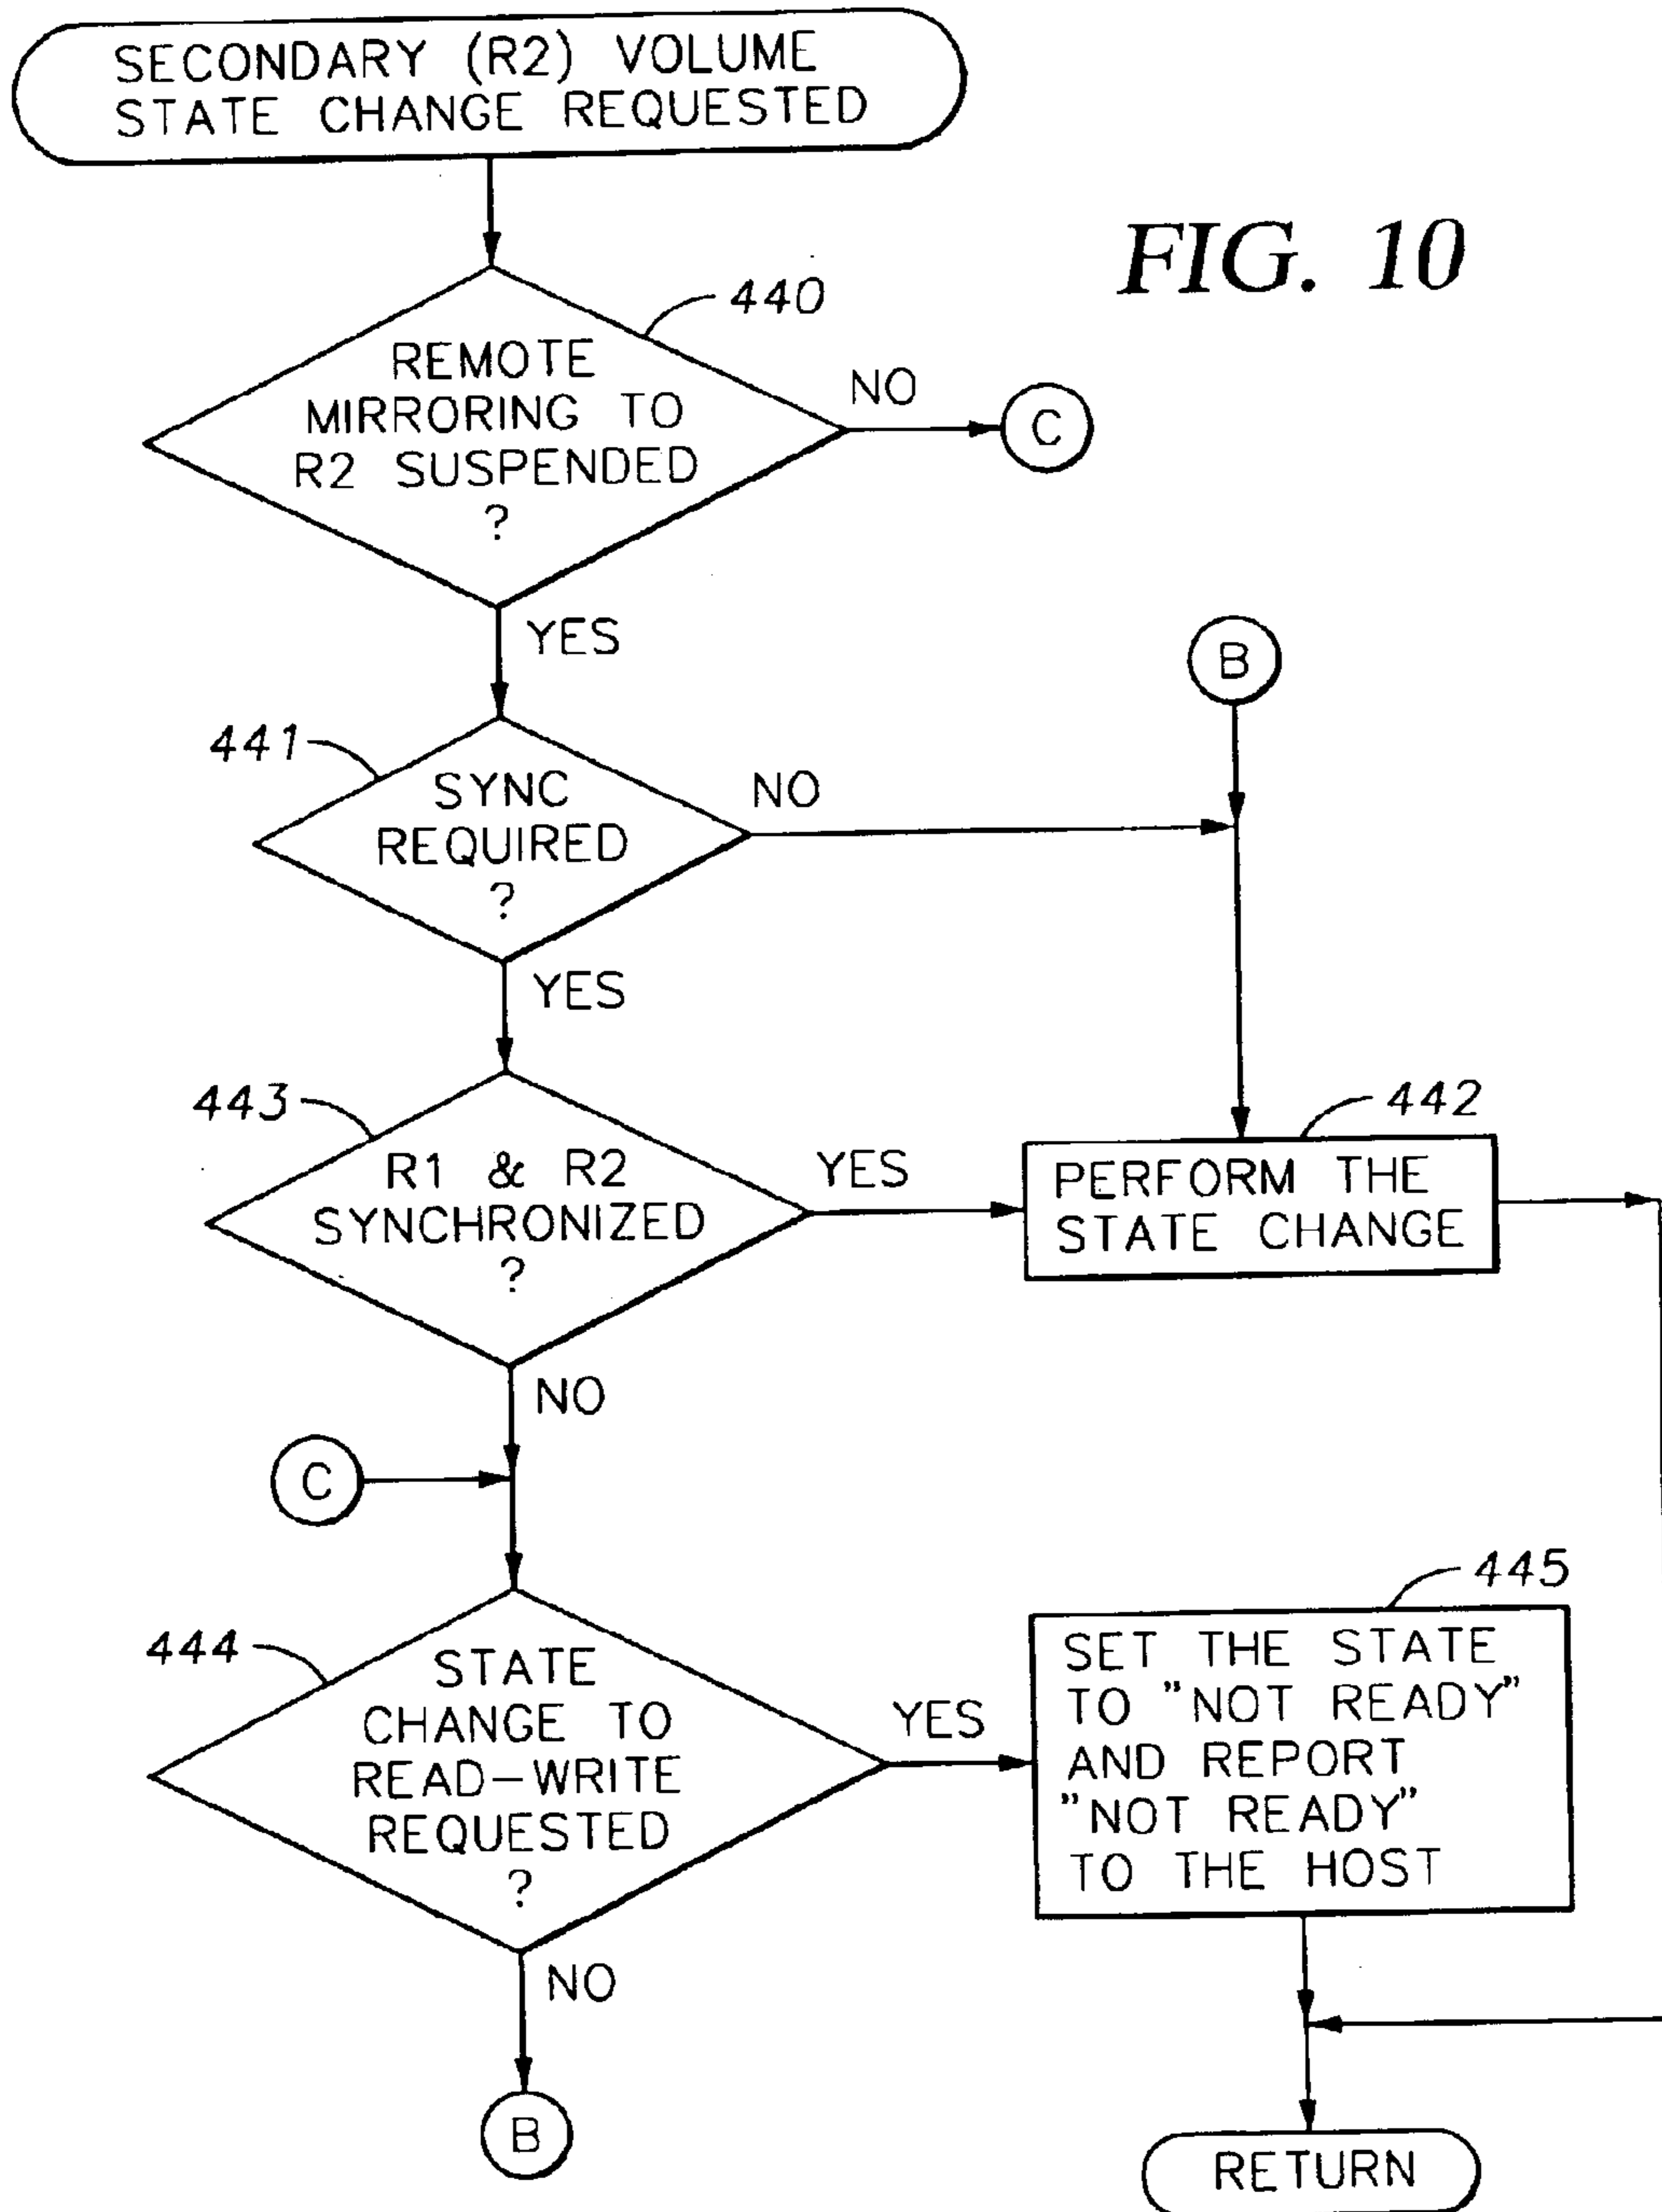 SECONDARY (R2) VOLUME
STATE CHANGE REQUESTED
FIG. 10
440
REMOTE
MIRRORING TO
R2 SUSPENDED
?
NO
C
YES
B
441
SYNC
REQUIRED
?
NO
YES
443
R1 & R2
SYNCHRONIZED
?
YES
442
PERFORM THE
STATE CHANGE
NO
C
444
STATE
CHANGE TO
READ-WRITE
REQUESTED
?
YES
445
SET THE STATE
TO "NOT READY"
AND REPORT
"NOT READY"
TO THE HOST
NO
B
RETURN